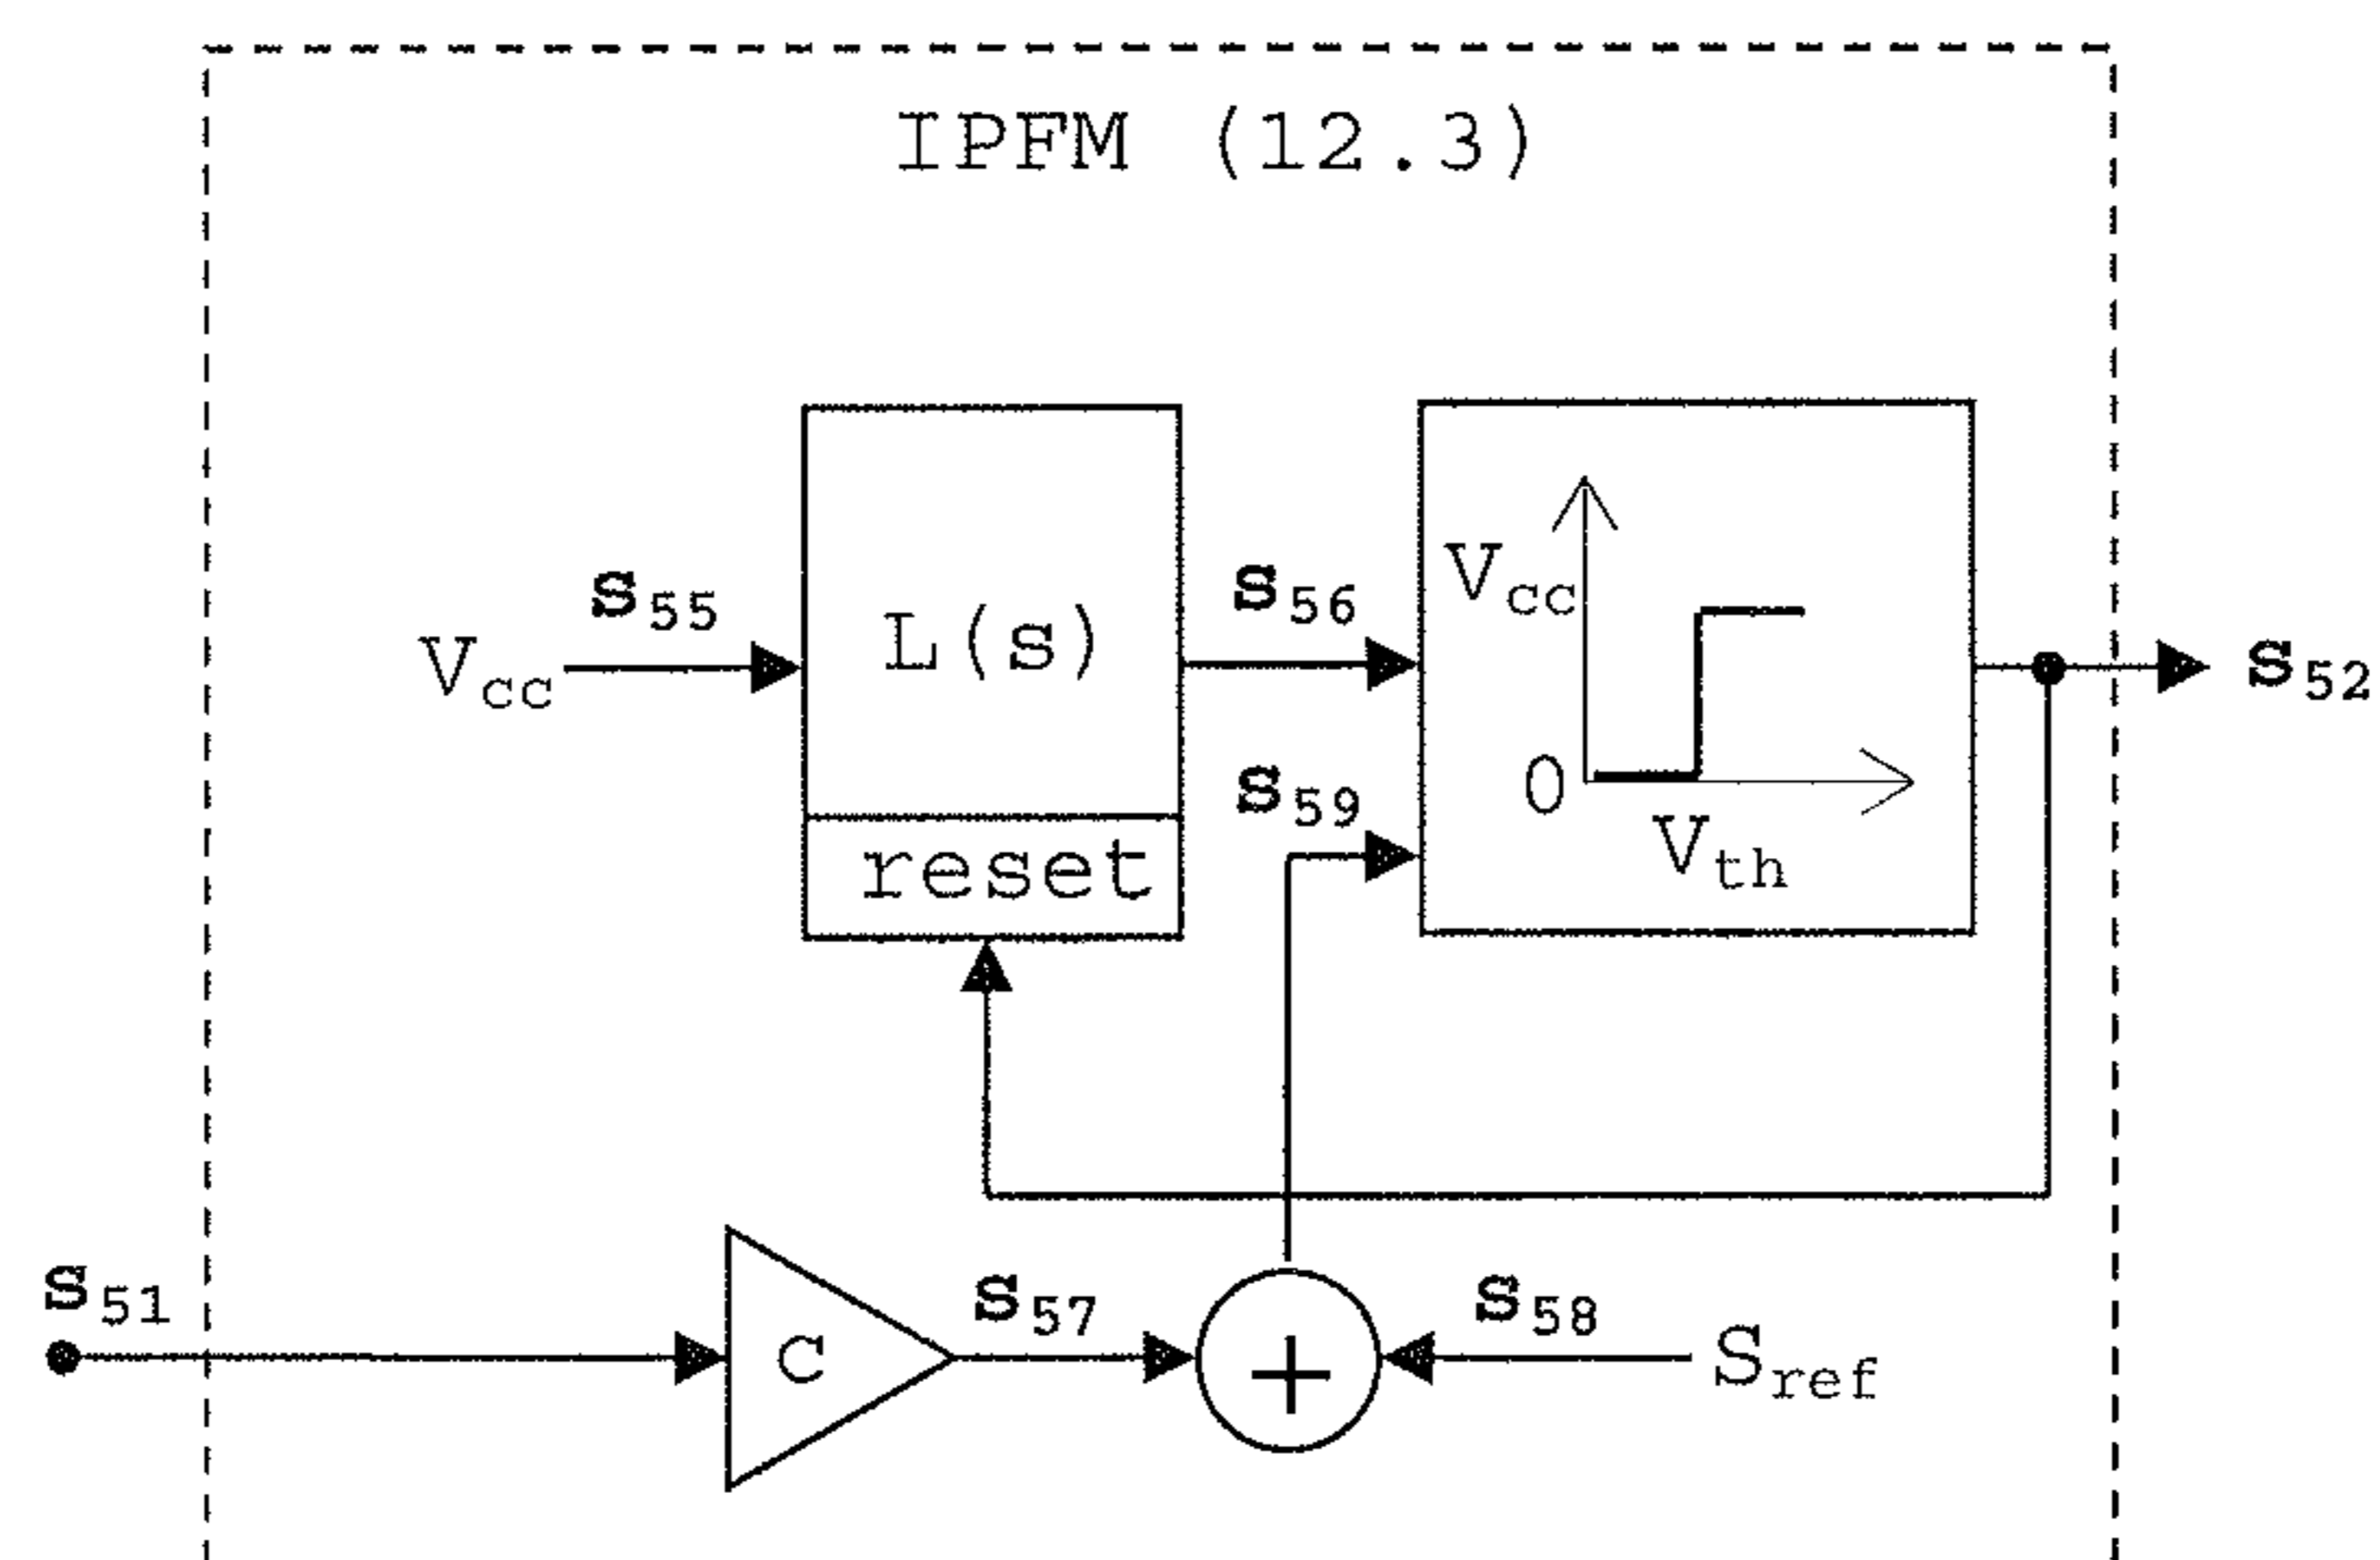 IPFM (12.3)
s55
Vcc
L(s)
reset
s56
s59
Vcc
0
Vth
s52
s51
C
s57
+
s58
Sref